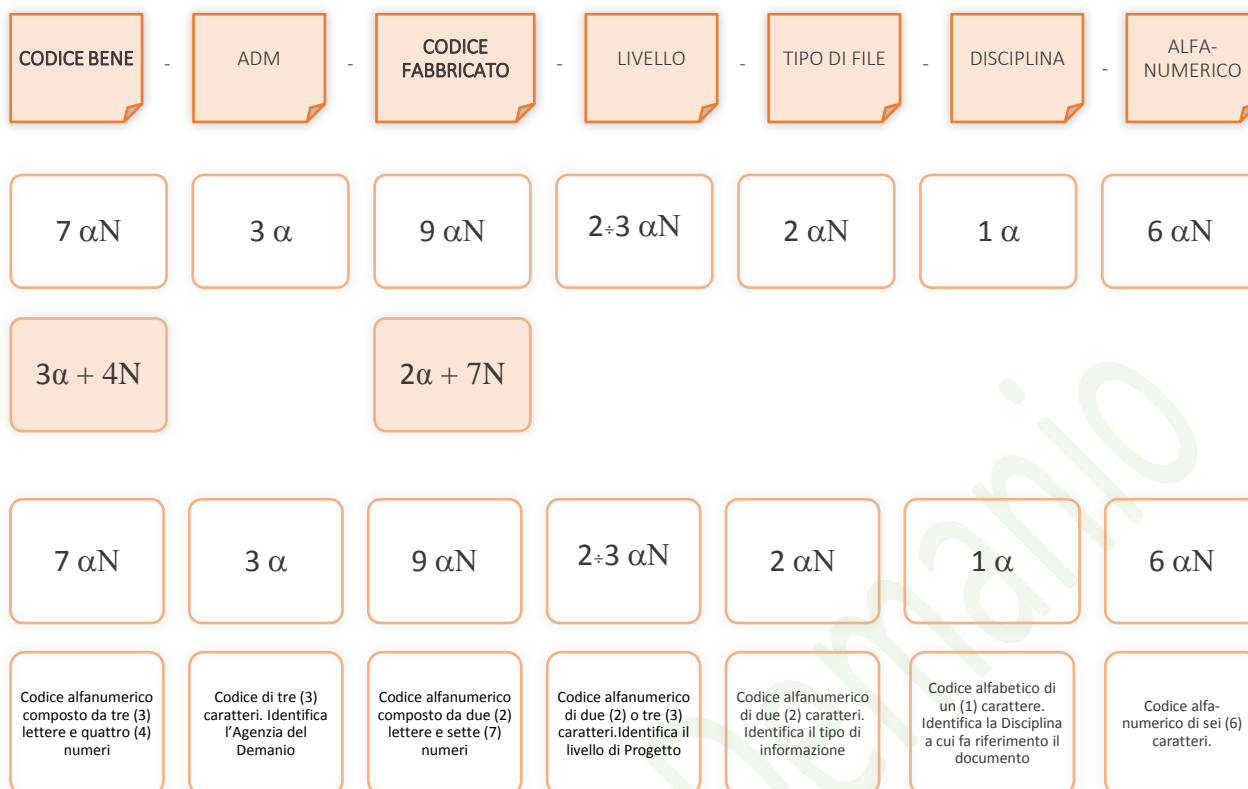 CODICE BENE - ADM - CODICE FABBRICATO - LIVELLO - TIPO DI FILE - DISCIPLINA - ALFA-NUMERICO
7 αN
3 α
9 αN
2÷3 αN
2 αN
1 α
6 αN
3α + 4N
2α + 7N
7 αN
3 α
9 αN
2÷3 αN
2 αN
1 α
6 αN
Codice alfanumerico
composto da tre (3)
lettere e quattro (4)
numeri
Codice di tre (3)
caratteri. Identifica
l'Agenzia del
Demanio
Codice alfanumerico
composto da due (2)
lettere e sette (7)
numeri
Codice alfanumerico
di due (2) o tre (3)
caratteri.Identifica il
livello di Progetto
Codice alfanumerico
di due (2) caratteri.
Identifica il tipo di
informazione
Codice alfabetico di
un (1) carattere.
Identifica la Disciplina
a cui fa riferimento il
documento
Codice alfa-
numerico di sei (6)
caratteri.
Demanio